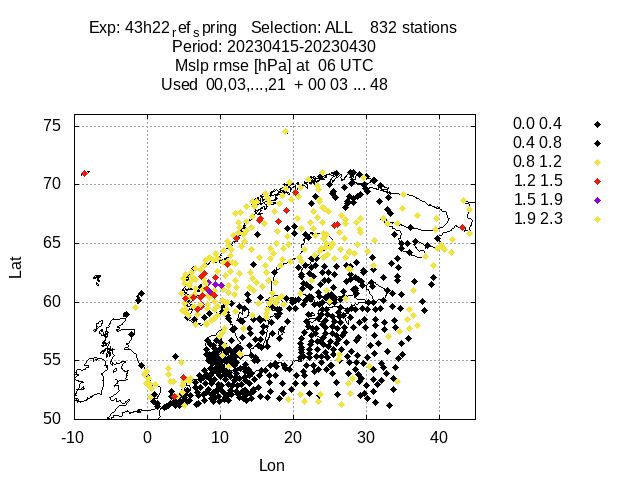 Exp: 43h22ref spring Selection: ALL 832 stations
Period: 20230415-20230430
Mslp rmse [hPa] at 06 UTC
Used 00,03,...,21 + 00 03 ... 48
75
70
65
60
55
50
-10 0 10 20 30 40
Lat
Lon
0.0 0.4
0.4 0.8
0.8 1.2
1.2 1.5
1.5 1.9
1.9 2.3